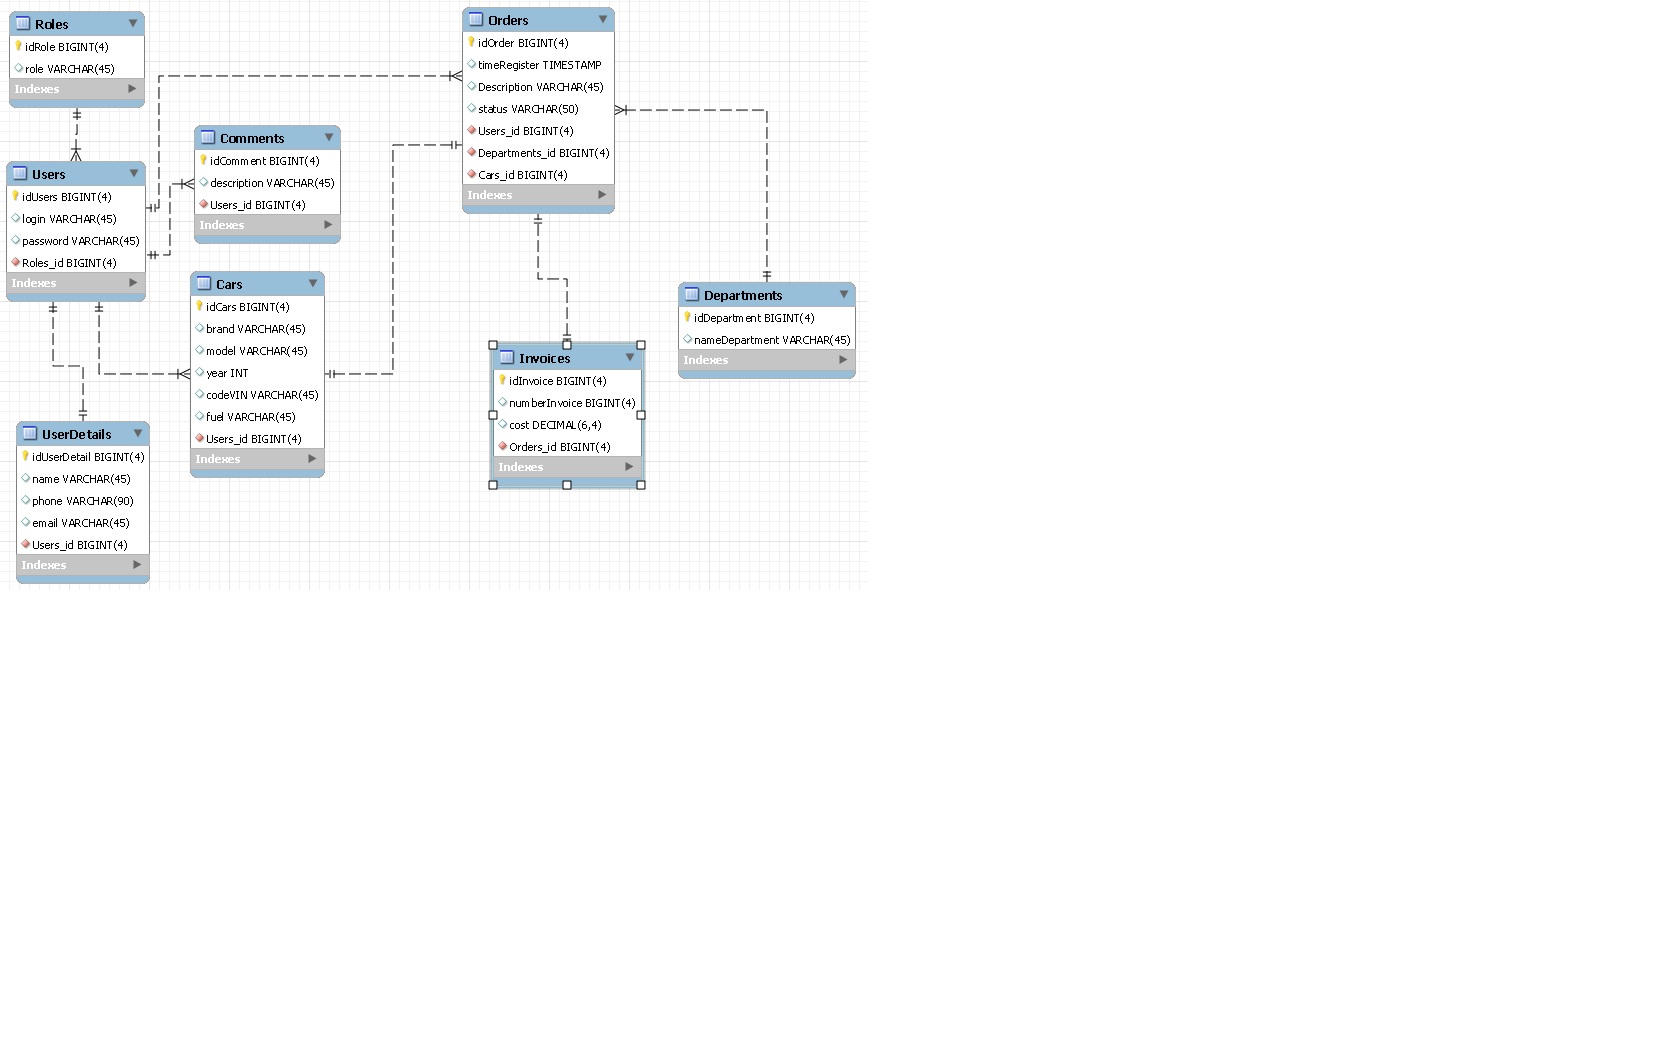 Roles
idRole BIGINT(4)
role VARCHAR(45)
Indexes
Users
idUsers BIGINT(4)
login VARCHAR(45)
password VARCHAR(45)
Roles_id BIGINT(4)
Indexes
UserDetails
idUserDetail BIGINT(4)
name VARCHAR(45)
phone VARCHAR(90)
email VARCHAR(45)
Users_id BIGINT(4)
Indexes
Comments
idComment BIGINT(4)
description VARCHAR(45)
Users_id BIGINT(4)
Indexes
Cars
idCars BIGINT(4)
brand VARCHAR(45)
model VARCHAR(45)
year INT
codeVIN VARCHAR(45)
fuel VARCHAR(45)
Users_id BIGINT(4)
Indexes
Orders
idOrder BIGINT(4)
timeRegister TIMESTAMP
Description VARCHAR(45)
status VARCHAR(50)
Users_id BIGINT(4)
Departments_id BIGINT(4)
Cars_id BIGINT(4)
Indexes
Invoices
idInvoice BIGINT(4)
numberInvoice BIGINT(4)
cost DECIMAL(6,4)
Orders_id BIGINT(4)
Indexes
Departments
idDepartment BIGINT(4)
nameDepartment VARCHAR(45)
Indexes